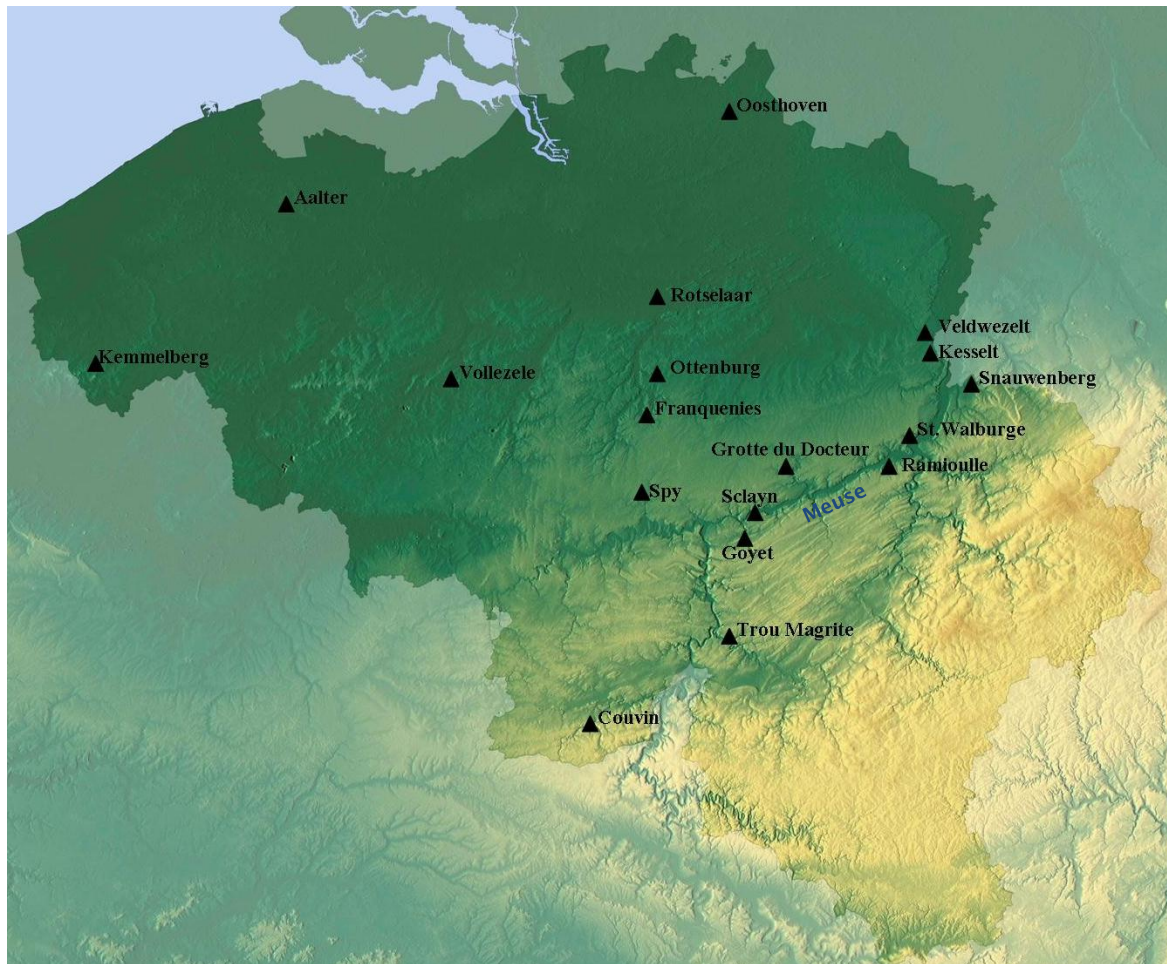 Oosthoven
Aalter
Rotselaar
Veldwezelt
Kesselt
Kemmelberg
Vollezele
Ottenburg
Snauwenberg
Franquenies
St.Walburge
Grotte du Docteur
Ramioulle
Spy
Sclayn
Meuse
Goyet
Trou Magrite
Couvin